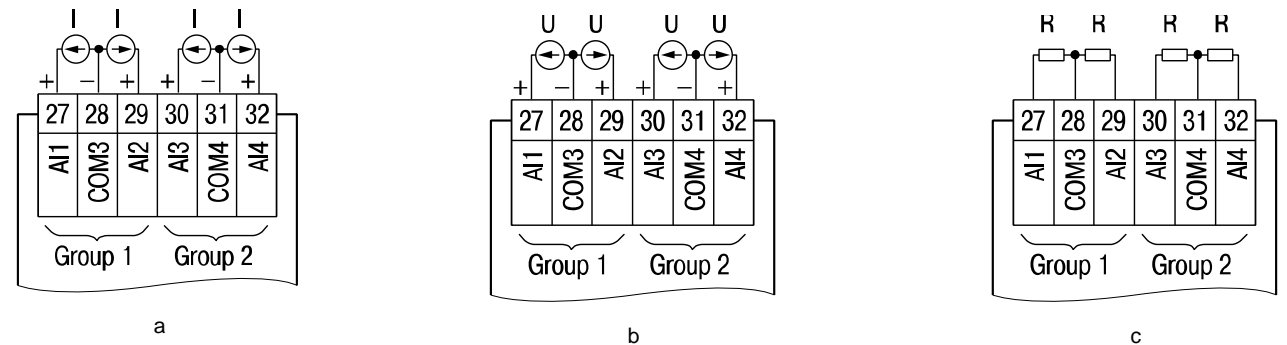 I I I I
+ − + + − +
27 28 29 30 31 32
AI1 COM3 AI2 AI3 COM4 AI4
Group 1 Group 2
a
U U U U
+ − + + − +
27 28 29 30 31 32
AI1 COM3 AI2 AI3 COM4 AI4
Group 1 Group 2
b
R R R R
27 28 29 30 31 32
AI1 COM3 AI2 AI3 COM4 AI4
Group 1 Group 2
c